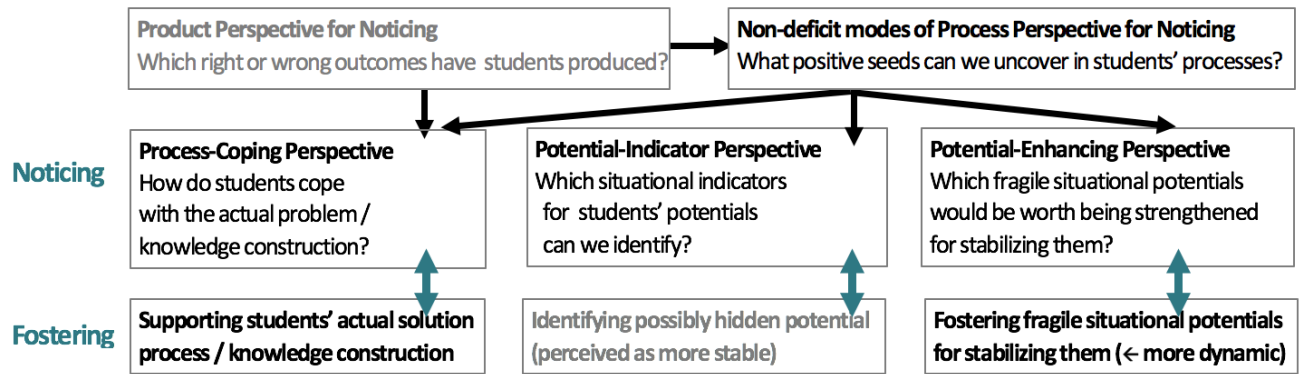 Product Perspective for Noticing
Which right or wrong outcomes have students produced?
Non-deficit modes of Process Perspective for Noticing
What positive seeds can we uncover in students’ processes?
Noticing
Process-Coping Perspective
How do students cope
with the actual problem /
knowledge construction?
Potential-Indicator Perspective
Which situational indicators
for students’ potentials
can we identify?
Potential-Enhancing Perspective
Which fragile situational potentials
would be worth being strengthened
for stabilizing them?
Fostering
Supporting students’ actual solution
process / knowledge construction
Identifying possibly hidden potential
(perceived as more stable)
Fostering fragile situational potentials
for stabilizing them (← more dynamic)